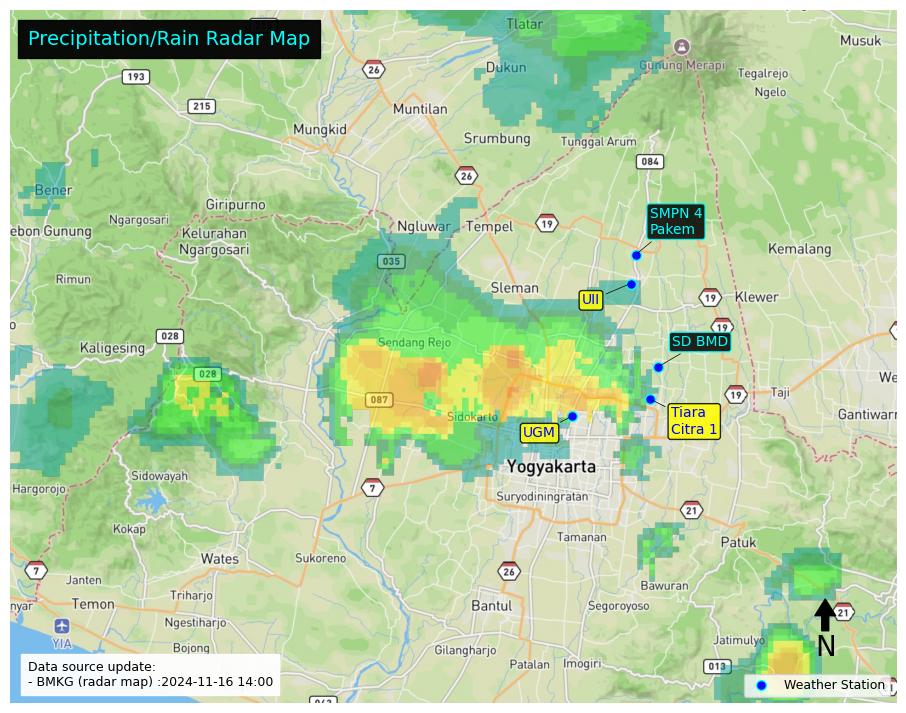 Precipitation/Rain Radar Map
Tlatar
Musuk
26
Gunung Merapi
193
Dukun
Tegalrejo
Ngelo
215
Muntilan
Mungkid
Srumbung
Tunggal Arum
084
26
Bener
Giripurno
SMPN 4
Pakem
Ngargosari
Ngluwar
Tempel
19
ebon Gunung
Kelurahan
Ngargosari
Kemalang
035
Rimun
Sleman
UII
19
Klewer
19
028
Kaligesing
Sendang Rejo
SD BMD
028
We
087
19
Taji
Sidokarto
Tiara
Citra 1
Gantiwarn
UGM
Yogyakarta
Sidowayah
Hargorojo
7
Suryodiningratan
21
Kokap
Tamanan
Patuk
Wates
Sukoreno
7
26
Janten
Bawuran
Triharjo
nyar
Temon
Bantul
Segoroyoso
21
Ngestiharjo
N
YIA
Jatimulyo
Bojong
Gilangharjo
Data source update:
- BMKG (radar map) :2024-11-16 14:00
Patalan
Imogiri
013
Weather Station